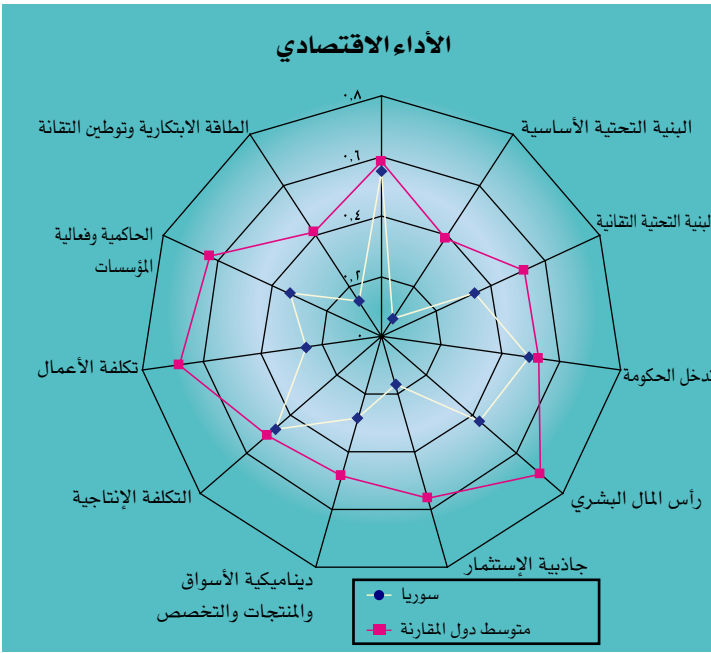 الأداء الاقتصادي
٠,٨
٠,٦
٠,٤
٠,٢
٠
البنية التحتية الأساسية
البنية التحتية التقانية
تدخل الحكومة
رأس المال البشري
جاذبية الإستثمار
ديناميكية الأسواق
والمنتجات والتخصص
التكلفة الإنتاجية
تكلفة الأعمال
الحاكمية وفعالية
المؤسسات
الطاقة الابتكارية وتوطين التقانة
سوريا
متوسط دول المقارنة